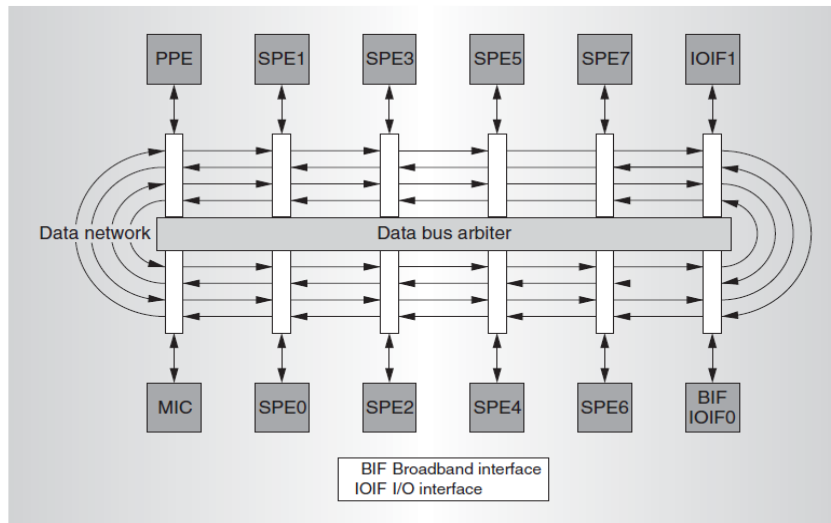 PPE
SPE1
SPE3
SPE5
SPE7
IOIF1
Data network
Data bus arbiter
MIC
SPE0
SPE2
SPE4
SPE6
BIF
IOIF0
BIF Broadband interface
IOIF I/O interface